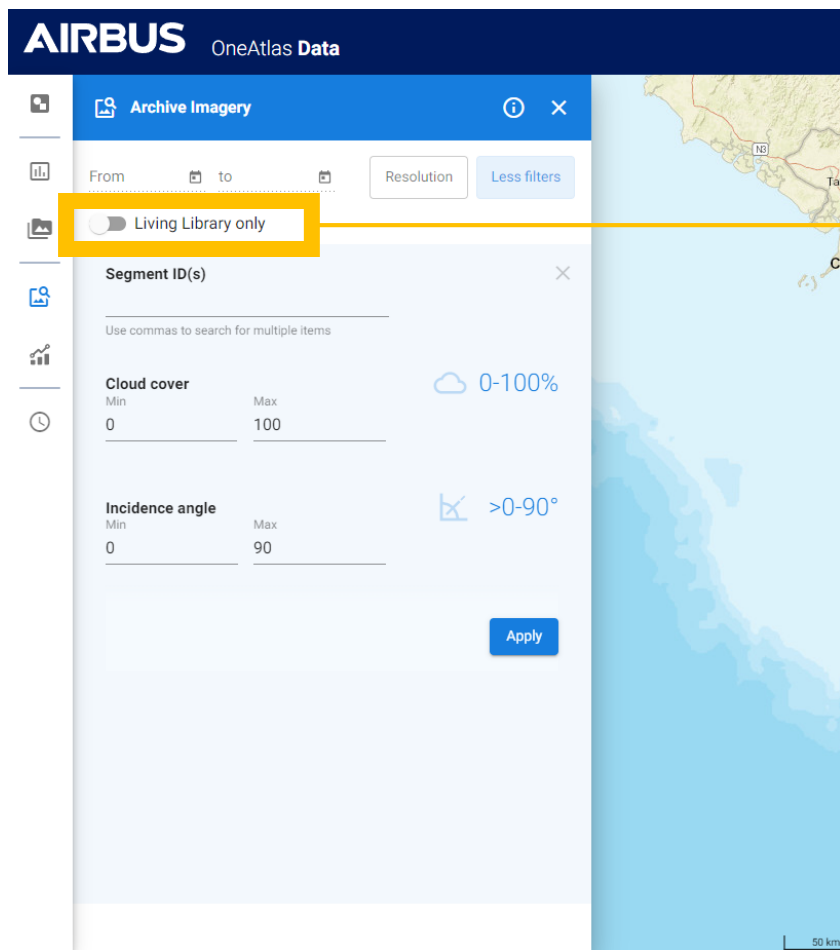 AIRBUS OneAtlas Data
Archive Imagery
From to Resolution Less filters
Living Library only
Segment ID(s)
Use commas to search for multiple items
Cloud cover 0-100%
Min Max
0 100
Incidence angle >0-90°
Min Max
0 90
Apply
N3
Ta
C
50 km